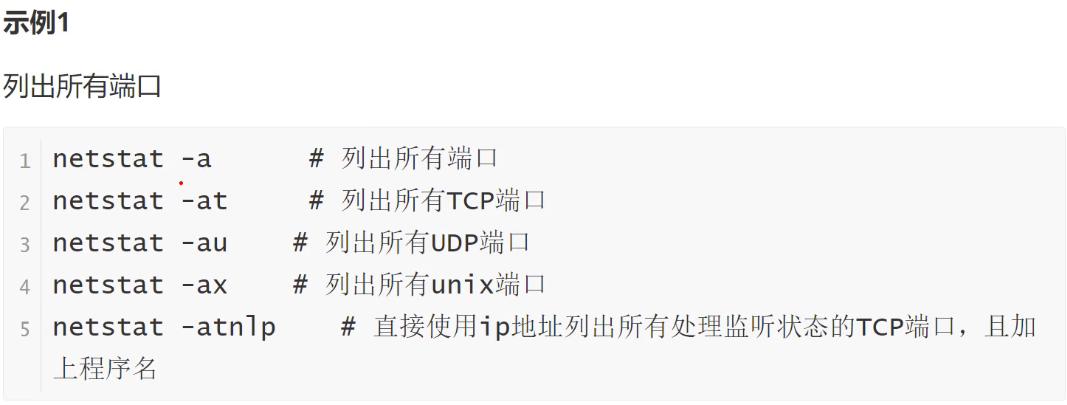 示例1
列出所有端口
1 netstat -a      # 列出所有端口
2 netstat -at     # 列出所有TCP端口
3 netstat -au    # 列出所有UDP端口
4 netstat -ax    # 列出所有unix端口
5 netstat -atnlp    # 直接使用ip地址列出所有处理监听状态的TCP端口，且加
上程序名